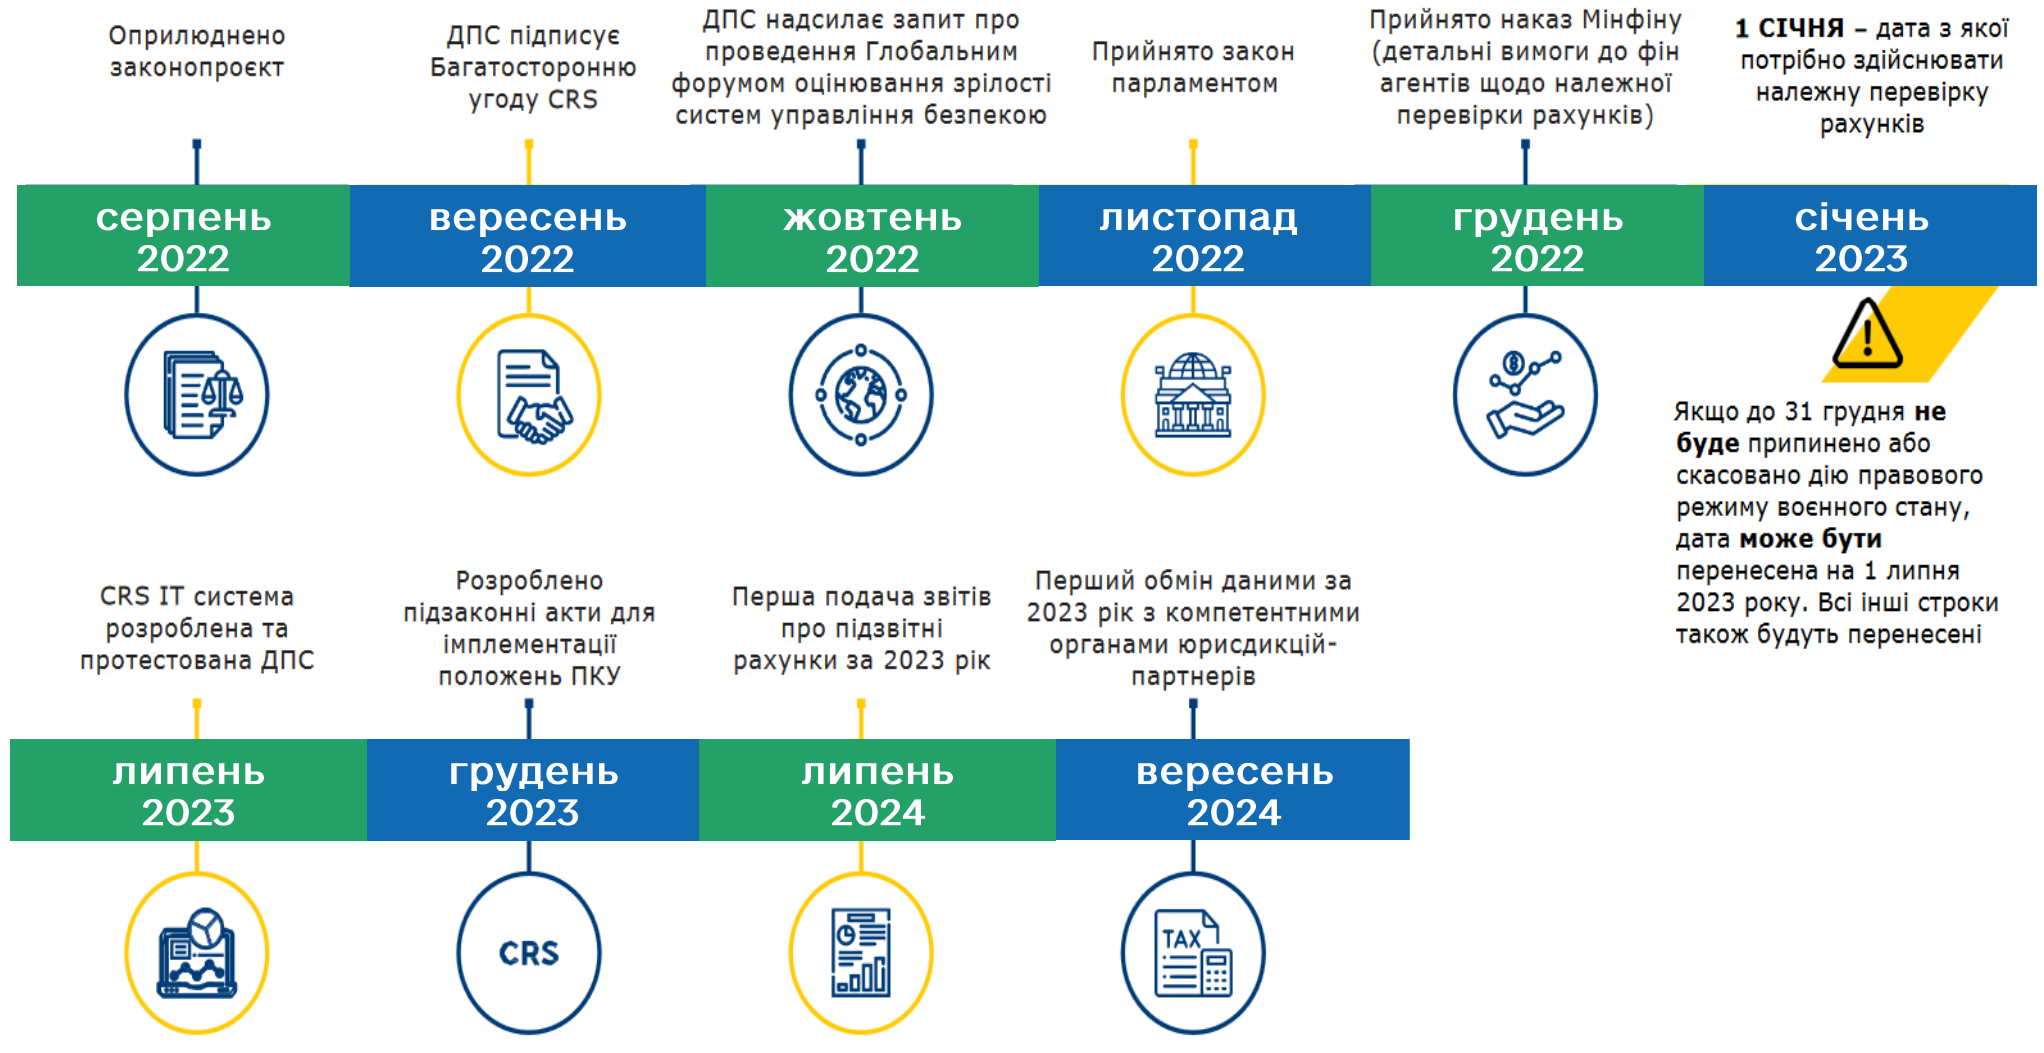 Оприлюднено
законопроєкт
ДПС підписує
Багатосторонню
угоду CRS
ДПС надсилає запит про
проведення Глобальним
форумом оцінювання зрілості
систем управління безпекою
Прийнято закон
парламентом
Прийнято наказ Мінфіну
(детальні вимоги до фін
агентів щодо належної
перевірки рахунків)
1 СІЧНЯ – дата з якої
потрібно здійснювати
належну перевірку
рахунків
серпень
2022
вересень
2022
жовтень
2022
листопад
2022
грудень
2022
січень
2023
Якщо до 31 грудня не
буде припинено або
скасовано дію правового
режиму воєнного стану,
дата може бути
перенесена на 1 липня
2023 року. Всі інші строки
також будуть перенесені
CRS IT система
розроблена та
протестована ДПС
Розроблено
підзаконні акти для
імплементації
положень ПКУ
Перша подача звітів
про підзвітні
рахунки за 2023 рік
Перший обмін даними за
2023 рік з компетентними
органами юрисдикцій-
партнерів
липень
2023
грудень
2023
липень
2024
вересень
2024
CRS
TAX